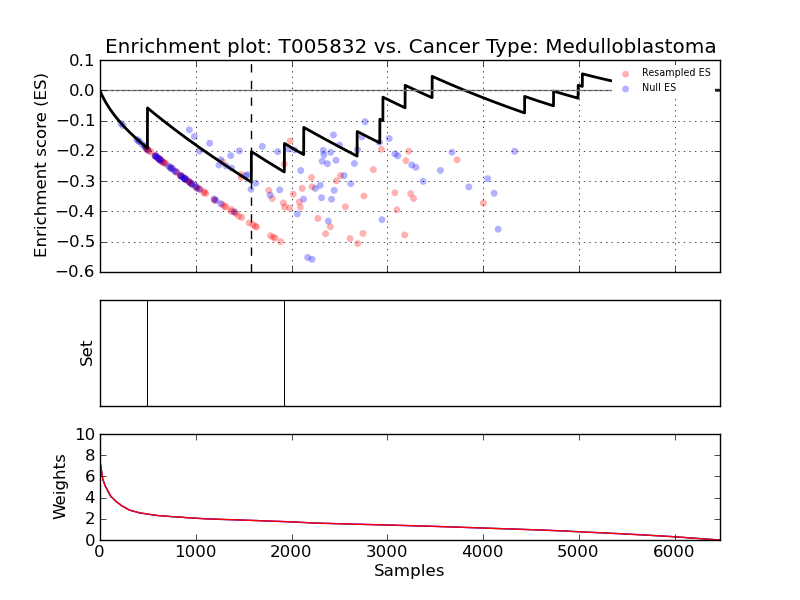 Enrichment plot: T005832 vs. Cancer Type: Medulloblastoma
Enrichment score (ES)
0.1
0.0
−0.1
−0.2
−0.3
−0.4
−0.5
−0.6
Resampled ES
Null ES
Set
Weights
10
8
6
4
2
0
0 1000 2000 3000 4000 5000 6000
Samples